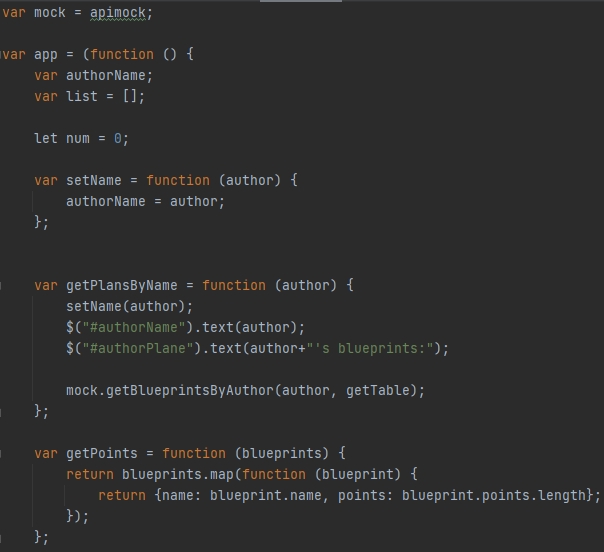 var mock = apimock;
var app = (function () {
var authorName;
var list = [];
let num = 0;
var setName = function (author) {
authorName = author;
};
var getPlansByName = function (author) {
setName(author);
$("#authorName").text(author);
$("#authorPlane").text(author+"'s blueprints:");
mock.getBlueprintsByAuthor(author, getTable);
};
var getPoints = function (blueprints) {
return blueprints.map(function (blueprint) {
return {name: blueprint.name, points: blueprint.points.length};
});
};